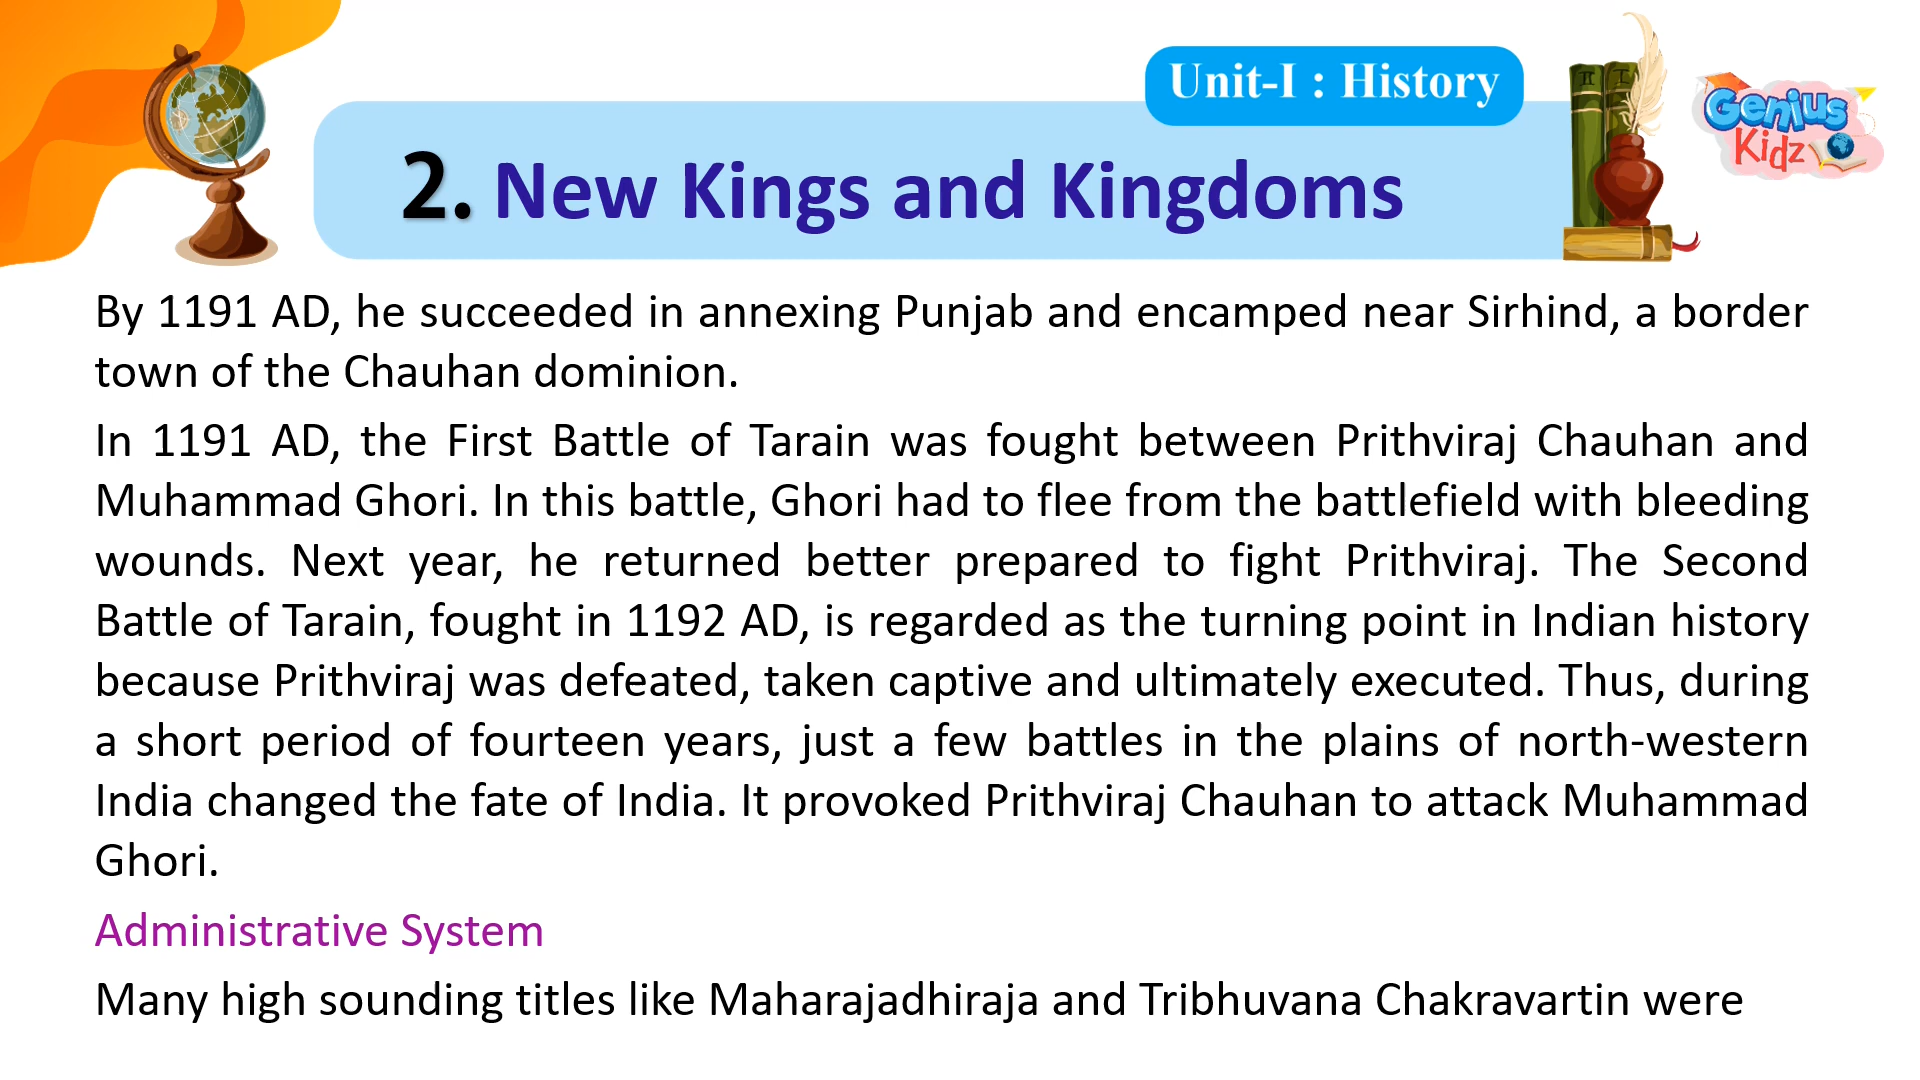 Unit-I : History
Genius
Kidz
2. New Kings and Kingdoms
By 1191 AD, he succeeded in annexing Punjab and encamped near Sirhind, a border
town of the Chauhan dominion.
In 1191 AD, the First Battle of Tarain was fought between Prithviraj Chauhan and
Muhammad Ghori. In this battle, Ghori had to flee from the battlefield with bleeding
wounds. Next year, he returned better prepared to fight Prithviraj. The Second
Battle of Tarain, fought in 1192 AD, is regarded as the turning point in Indian history
because Prithviraj was defeated, taken captive and ultimately executed. Thus, during
a short period of fourteen years, just a few battles in the plains of north-western
India changed the fate of India. It provoked Prithviraj Chauhan to attack Muhammad
Ghori.
Administrative System
Many high sounding titles like Maharajadhiraja and Tribhuvana Chakravartin were